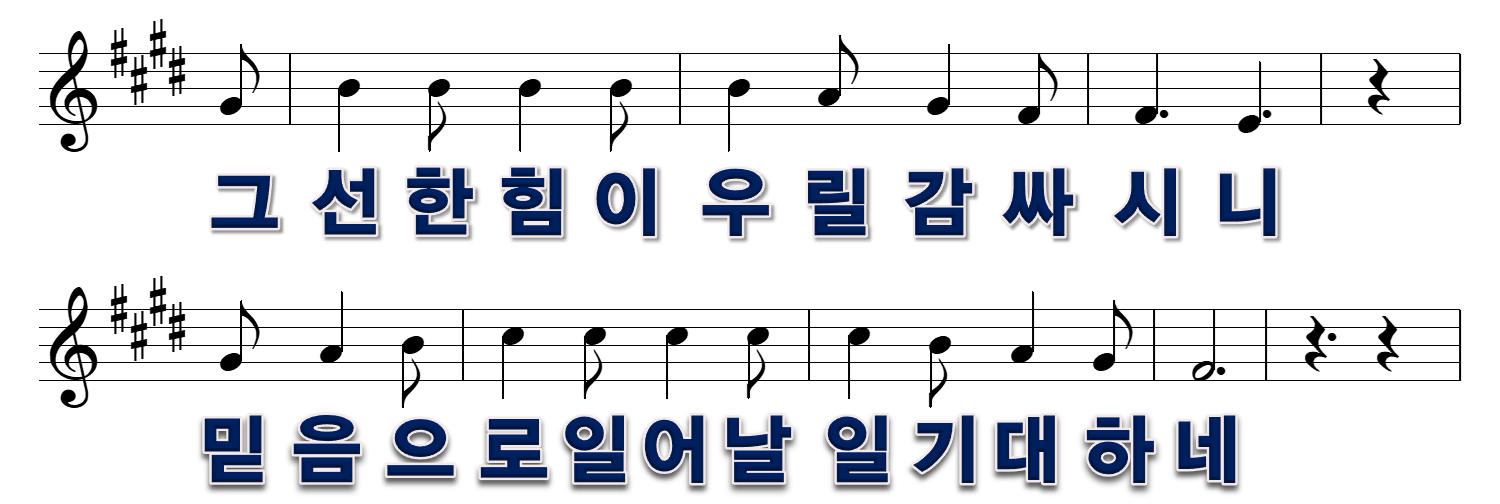 그 선 한 힘 이 우 릴 감 싸 시 니
믿 음 으 로 일 어 날 일 기 대 하 네